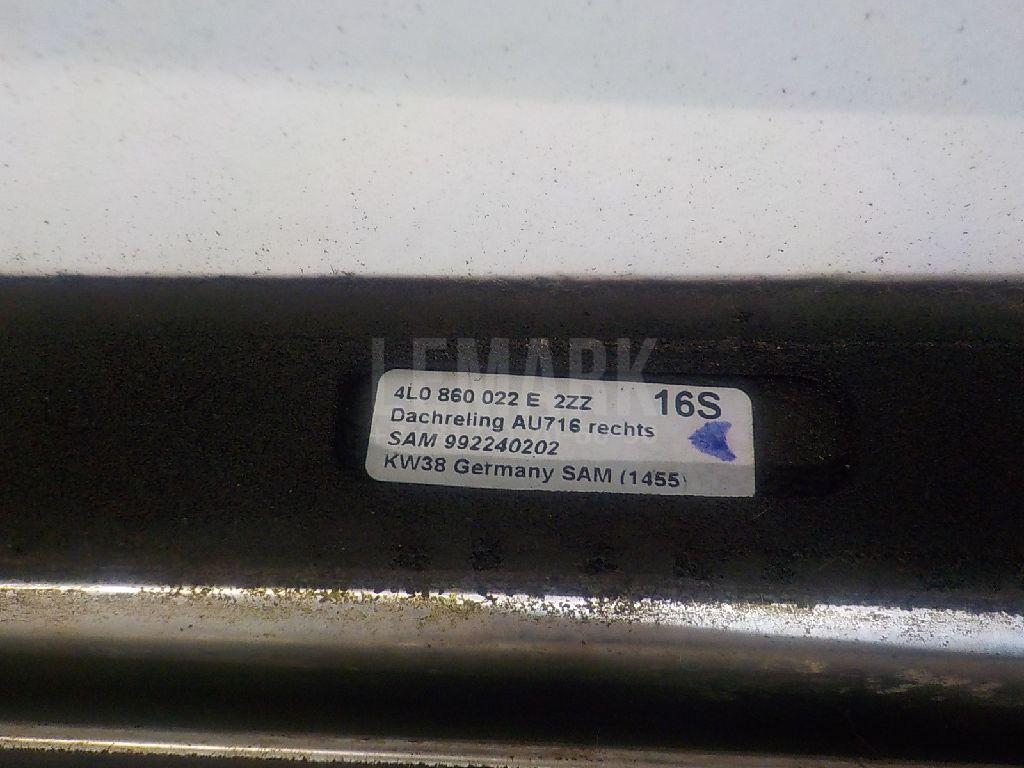 LEMARK
4L0 860 022 E 2ZZ 16S
Dachreling AU716 rechts
SAM 992240202
KW38 Germany SAM (1455)